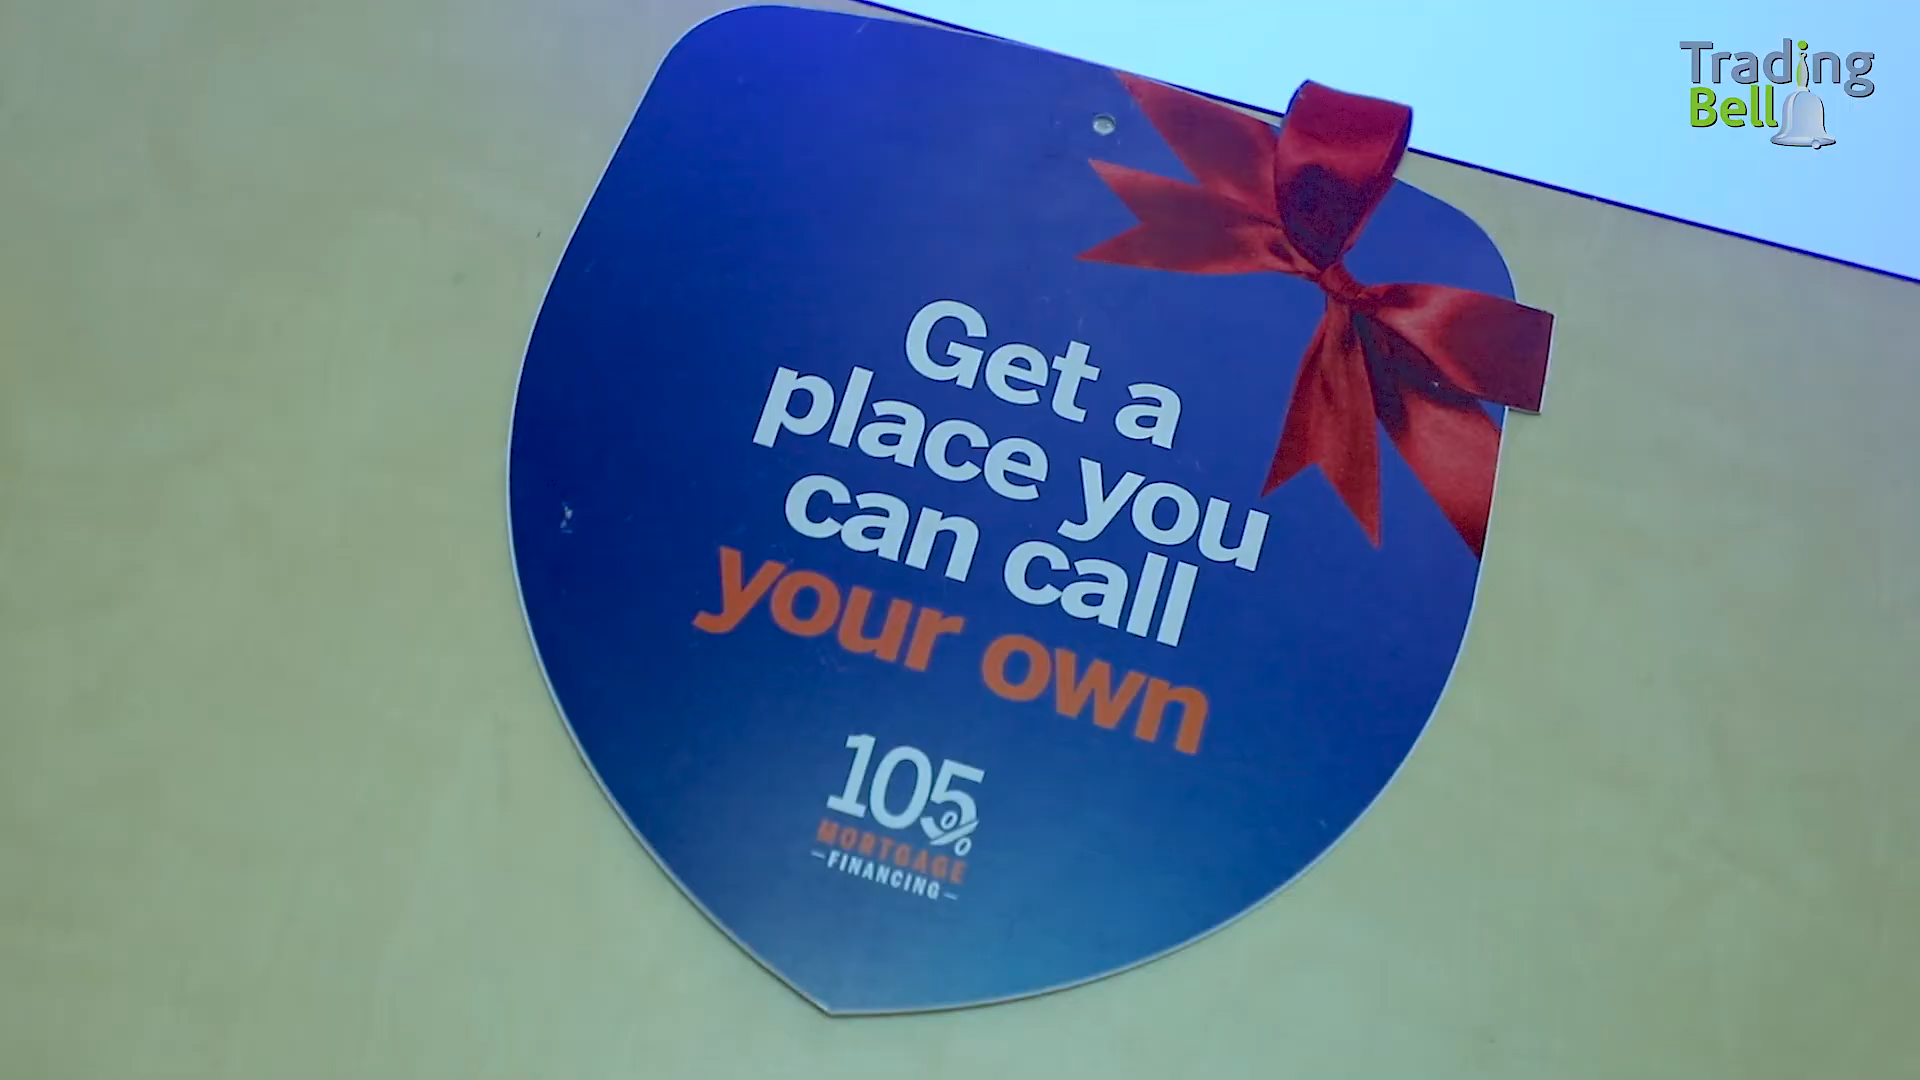 Trading
Bell
Get a
place you
can call
your own
105%
MORTGAGE
-FINANCING-